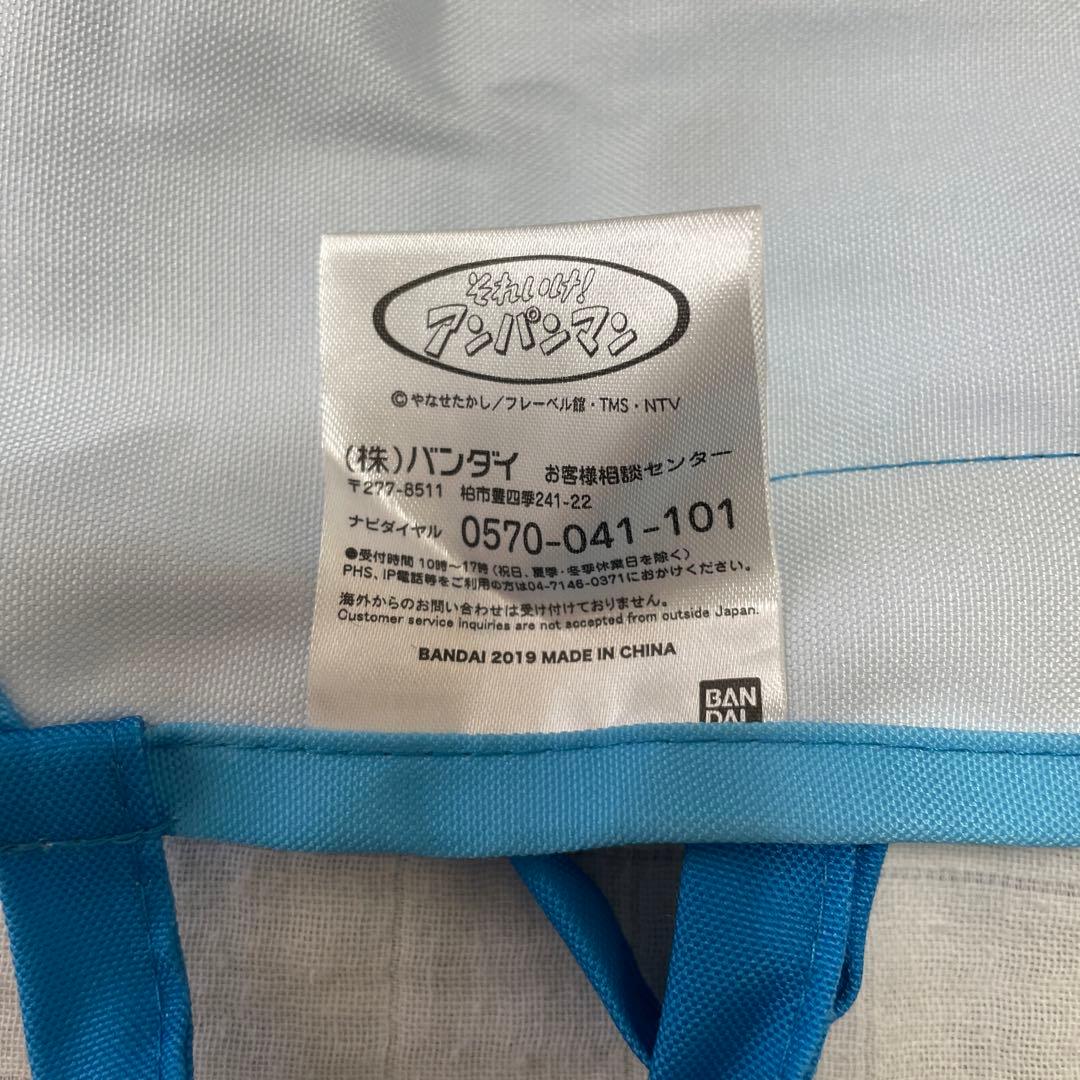 それいけ!
アンパンマン
©やなせたかし/フレーベル館・TMS・NTV
(株)バンダイ お客様相談センター
〒277-8511 柏市豊四季241-22
ナビダイヤル 0570-041-101
●受付時間 10時～17時(祝日、夏季・冬季休業日を除く)
PHS、IP電話等をご利用の方は04-7146-0371におかけください。
海外からのお問い合わせは受け付けておりません。
Customer service inquiries are not accepted from outside Japan.
BANDAI 2019 MADE IN CHINA
BAN
DAI